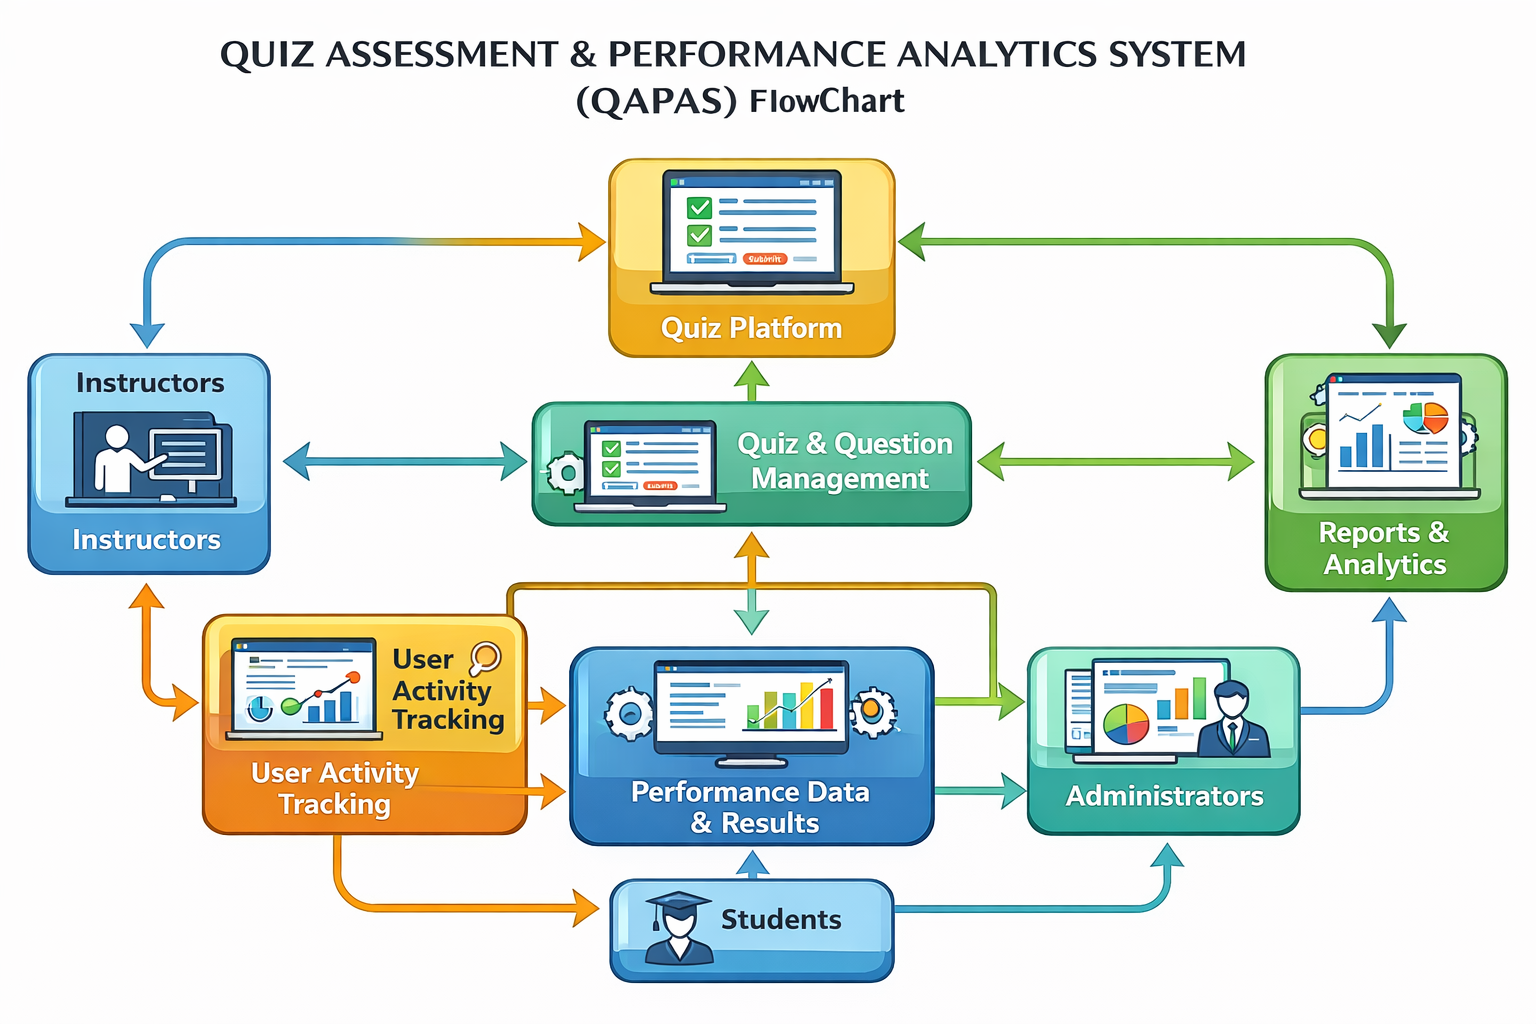 QUIZ ASSESSMENT & PERFORMANCE ANALYTICS SYSTEM
(QAPAS) FlowChart
Submit
Quiz Platform
Instructors
Instructors
Quiz & Question
Management
Reports &
Analytics
User
Activity
Tracking
User Activity
Tracking
Performance Data
& Results
Administrators
Students